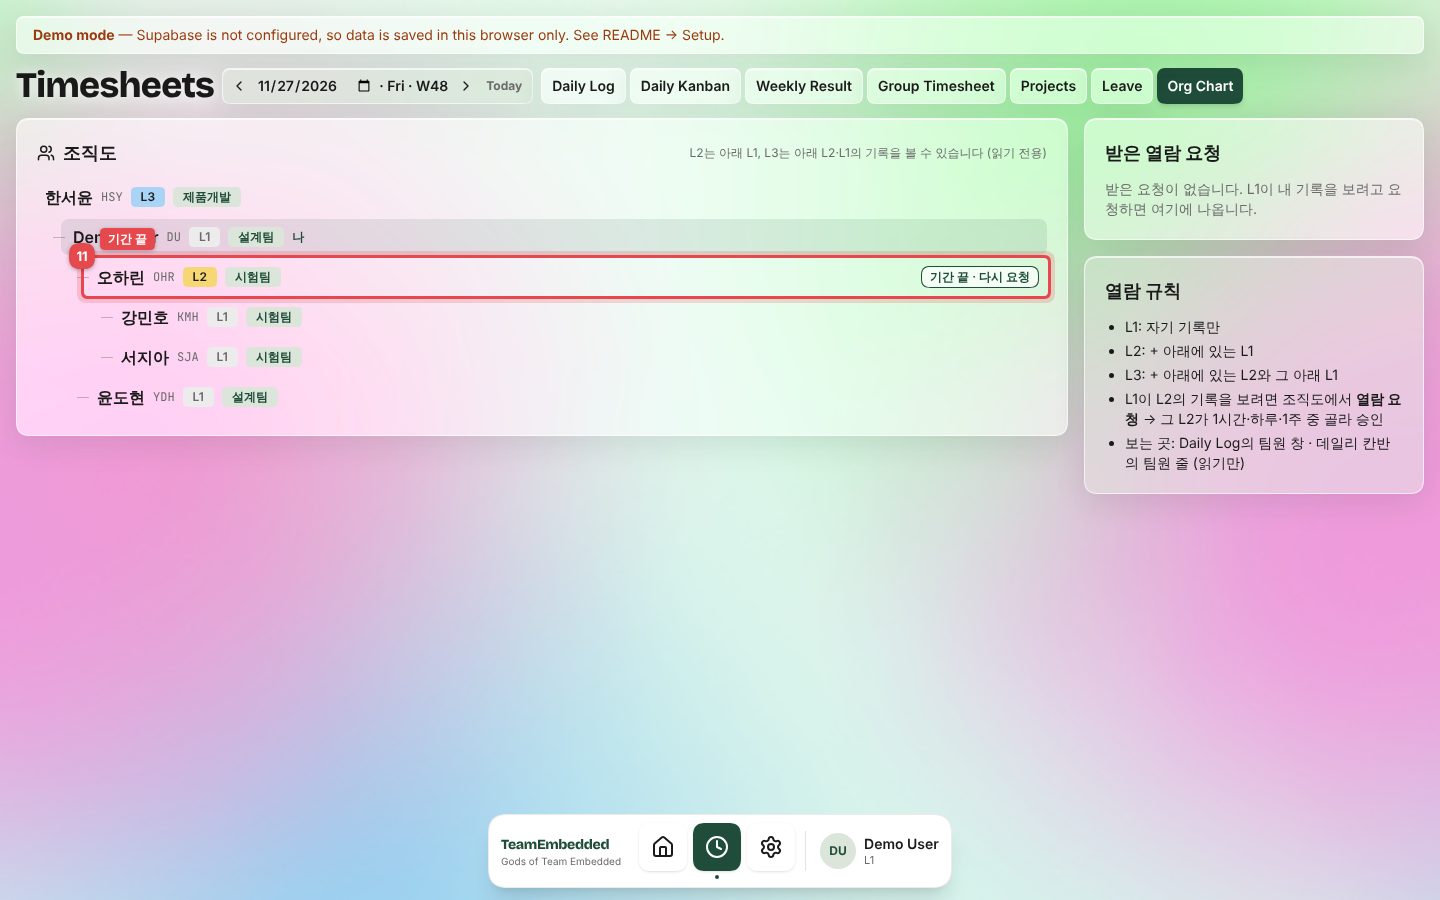 Demo mode — Supabase is not configured, so data is saved in this browser only. See README → Setup.
Timesheets
11/27/2026 · Fri · W48 Today
Daily Log
Daily Kanban
Weekly Result
Group Timesheet
Projects
Leave
Org Chart
조직도
L2는 아래 L1, L3는 아래 L2·L1의 기록을 볼 수 있습니다 (읽기 전용)
한서윤 HSY L3 제품개발
DU L1 설계팀 나
기간 끝
11
오하린 OHR L2 시험팀 기간 끝 · 다시 요청
강민호 KMH L1 시험팀
서지아 SJA L1 시험팀
윤도현 YDH L1 설계팀
받은 열람 요청
받은 요청이 없습니다. L1이 내 기록을 보려고 요
청하면 여기에 나옵니다.
열람 규칙
L1: 자기 기록만
L2: + 아래에 있는 L1
L3: + 아래에 있는 L2와 그 아래 L1
L1이 L2의 기록을 보려면 조직도에서 열람 요
청 → 그 L2가 1시간·하루·1주 중 골라 승인
보는 곳: Daily Log의 팀원 창 · 데일리 칸반
의 팀원 줄 (읽기만)
TeamEmbedded
Gods of Team Embedded
DU
Demo User
L1